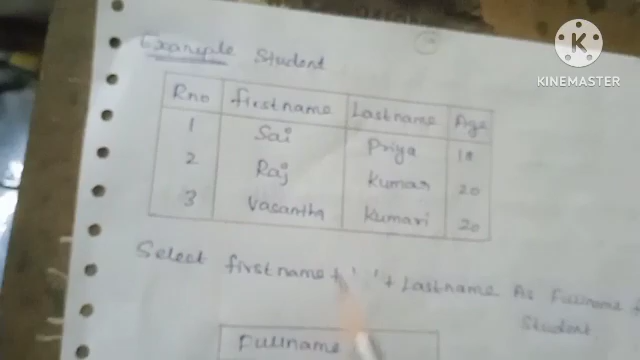 Example Student
Rno firstname Lastname Age
1 Sai Priya 18
2 Raj Kumar 20
3 Vasantha Kumari 20
Select firstname + ' ' + Lastname As Fullname
Student
Fullname
K
KINEMASTER